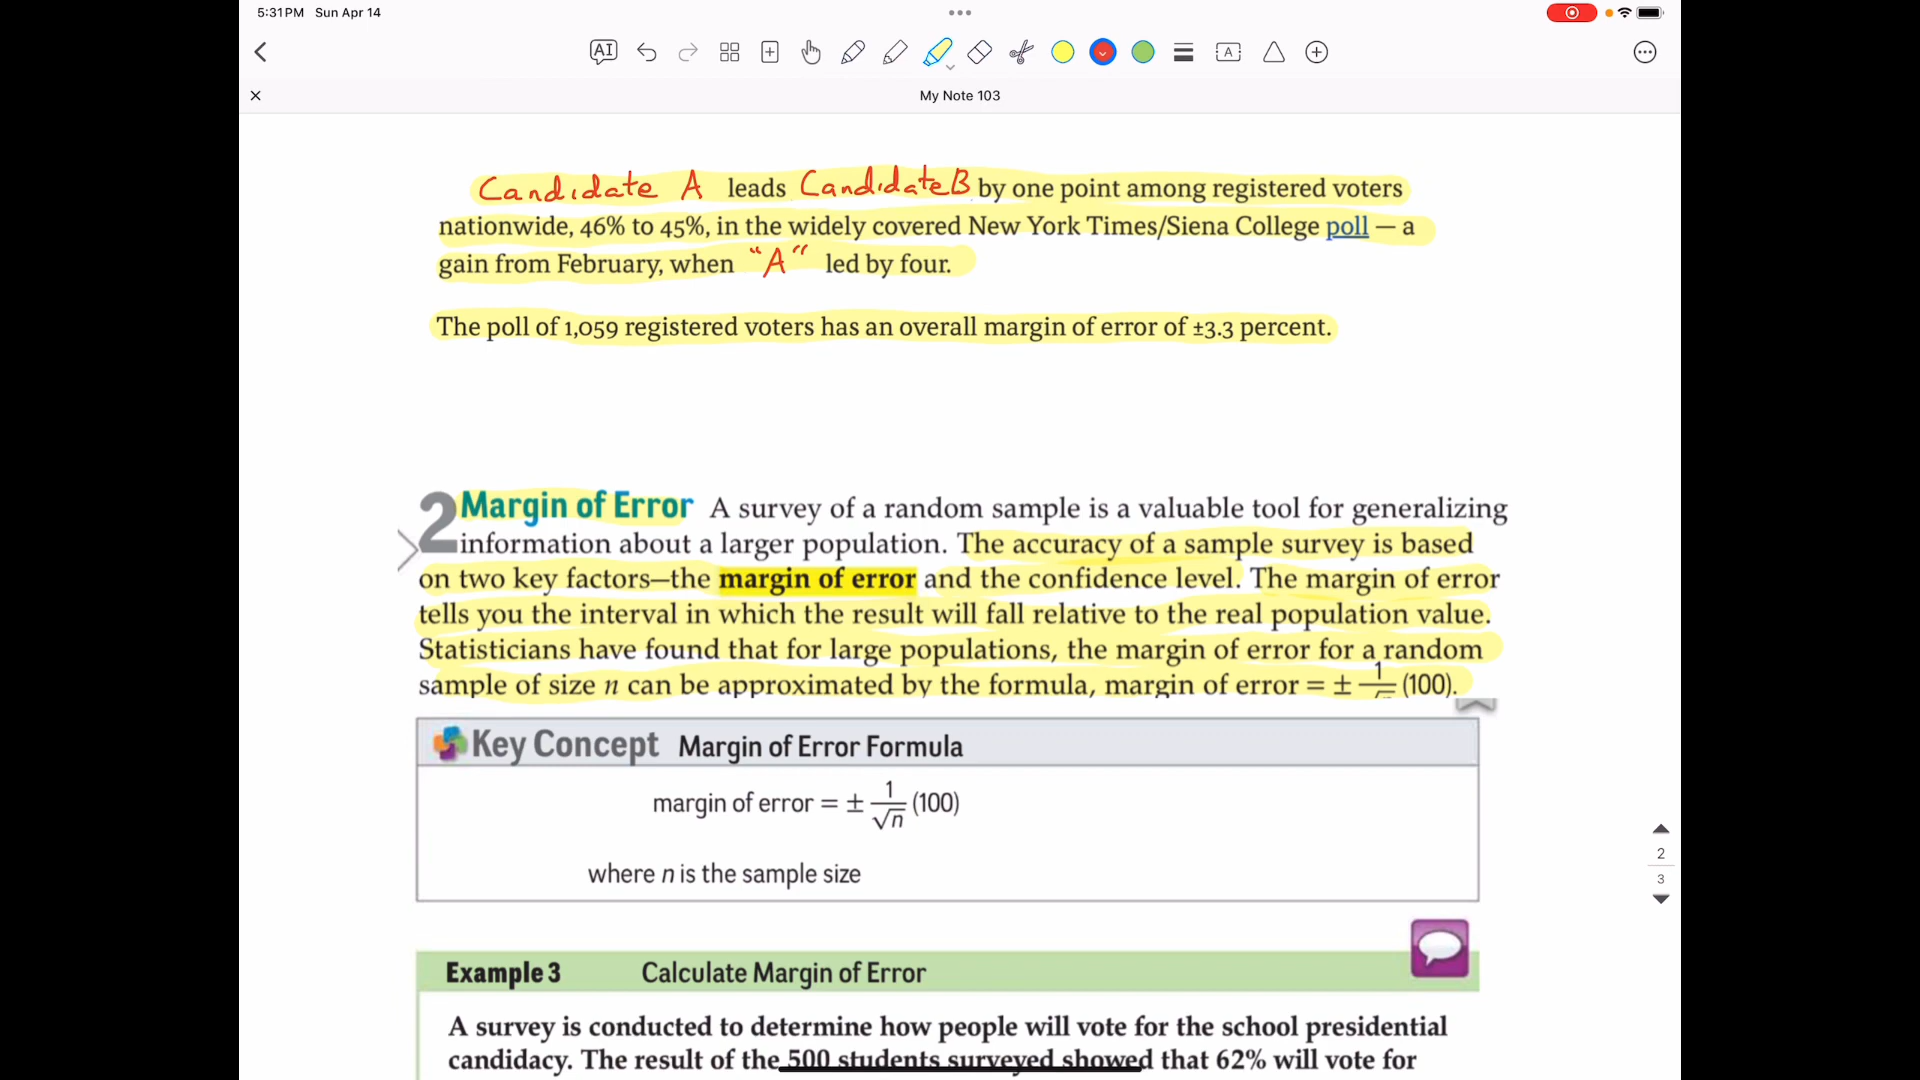 5:31 PM Sun Apr 14
AI
A
My Note 103
Candidate A leads Candidate B by one point among registered voters
nationwide, 46% to 45%, in the widely covered New York Times/Siena College poll — a
gain from February, when "A" led by four.
The poll of 1,059 registered voters has an overall margin of error of ±3.3 percent.
2 Margin of Error A survey of a random sample is a valuable tool for generalizing
information about a larger population. The accuracy of a sample survey is based
on two key factors—the margin of error and the confidence level. The margin of error
tells you the interval in which the result will fall relative to the real population value.
Statisticians have found that for large populations, the margin of error for a random
sample of size n can be approximated by the formula, margin of error = ± 1/√ (100).
Key Concept Margin of Error Formula
margin of error = ± 1/√n (100)
where n is the sample size
2
3
Example 3 Calculate Margin of Error
A survey is conducted to determine how people will vote for the school presidential
candidacy. The result of the 500 students surveyed showed that 62% will vote for